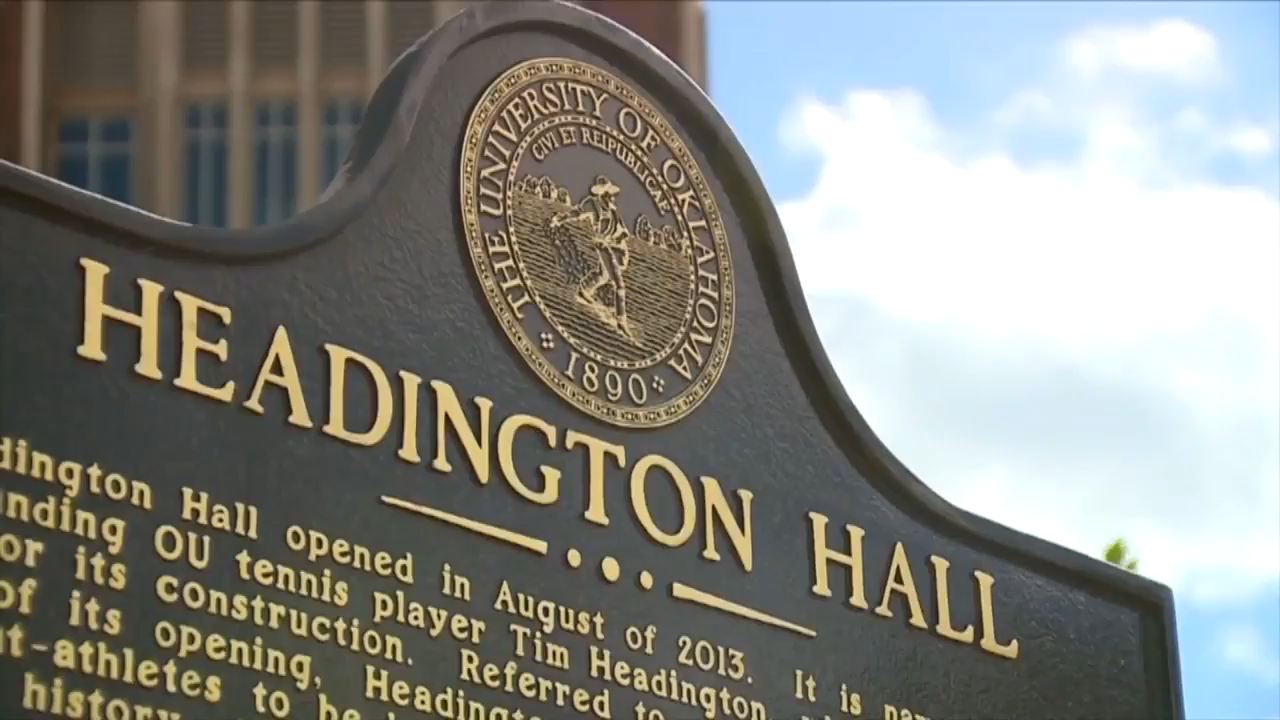 THE UNIVERSITY OF OKLAHOMA
CIVI ET REIPUBLICAE
1890
HEADINGTON HALL
dington Hall opened in August of 2013. It is
nding OU tennis player Tim Headington,
or its construction. Referred to
of its opening,
t-athletes to be
history